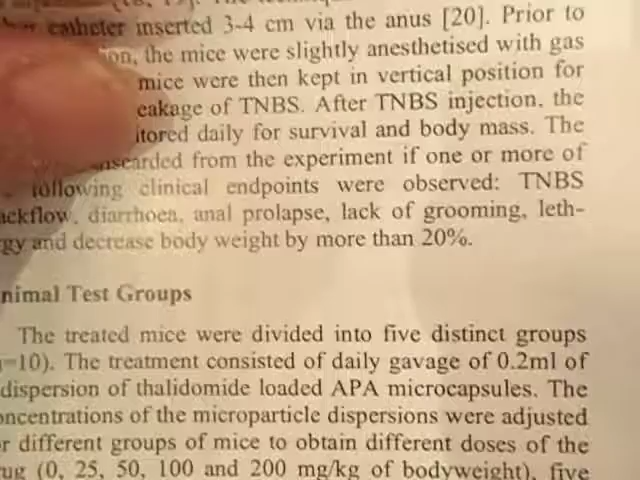 catheter inserted 3-4 cm via the anus [20]. Prior to
on, the mice were slightly anesthetised with gas
mice were then kept in vertical position for
eakage of TNBS. After TNBS injection, the
itored daily for survival and body mass. The
iscarded from the experiment if one or more of
following clinical endpoints were observed: TNBS
ackflow, diarrhoea, anal prolapse, lack of grooming, leth-
gy and decrease body weight by more than 20%.
nimal Test Groups
The treated mice were divided into five distinct groups
=10). The treatment consisted of daily gavage of 0.2ml of
dispersion of thalidomide loaded APA microcapsules. The
oncentrations of the microparticle dispersions were adjusted
r different groups of mice to obtain different doses of the
ug (0, 25, 50, 100 and 200 mg/kg of bodyweight), five